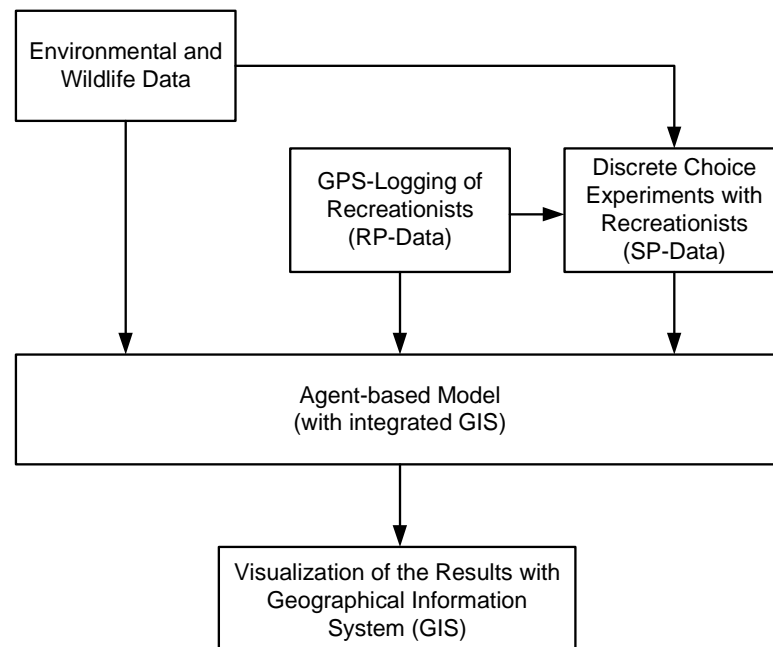 Environmental and
Wildlife Data
GPS-Logging of
Recreationists
(RP-Data)
Discrete Choice
Experiments with
Recreationists
(SP-Data)
Agent-based Model
(with integrated GIS)
Visualization of the Results with
Geographical Information
System (GIS)